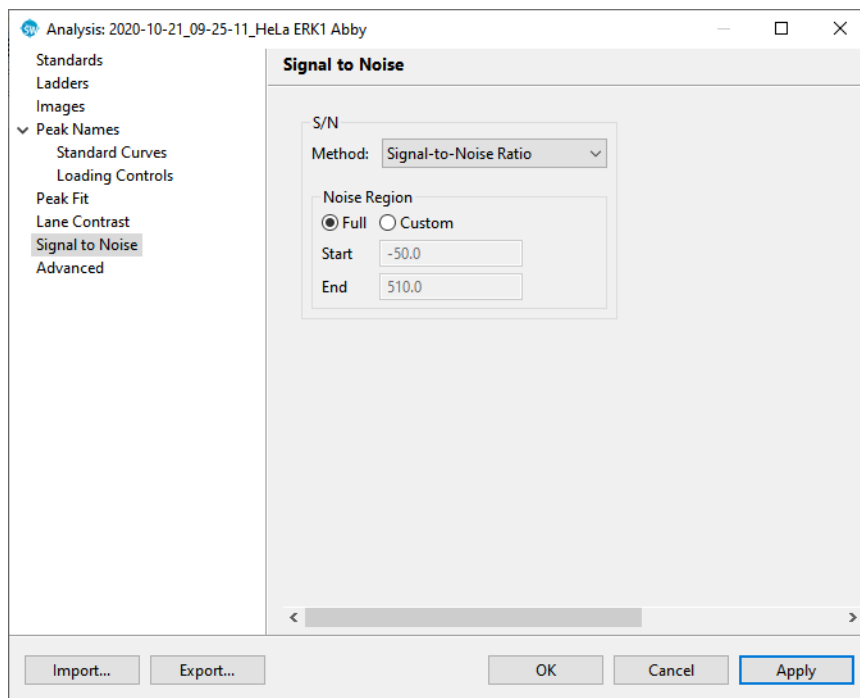 SW Analysis: 2020-10-21_09-25-11_HeLa ERK1 Abby
Standards
Ladders
Images
Peak Names
Standard Curves
Loading Controls
Peak Fit
Lane Contrast
Signal to Noise
Advanced
Signal to Noise
S/N
Method: Signal-to-Noise Ratio
Noise Region
Full Custom
Start -50.0
End 510.0
Import... Export... OK Cancel Apply